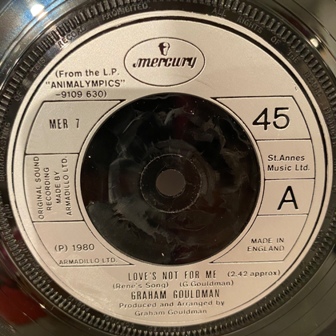 mercury
(From the L.P.
"ANIMALYMPICS"
-9109 630)
MER 7
45
ORIGINAL SOUND
RECORDING
MADE BY
ARMADILLO LTD.
St.Annes
Music Ltd.
A
(P) 1980
MADE IN
ENGLAND
ARMADILLO LTD.
LOVE'S NOT FOR ME (2.42 approx)
(Rene's Song) (G Gouldman)
GRAHAM GOULDMAN
Produced and Arranged by
Graham Gouldman